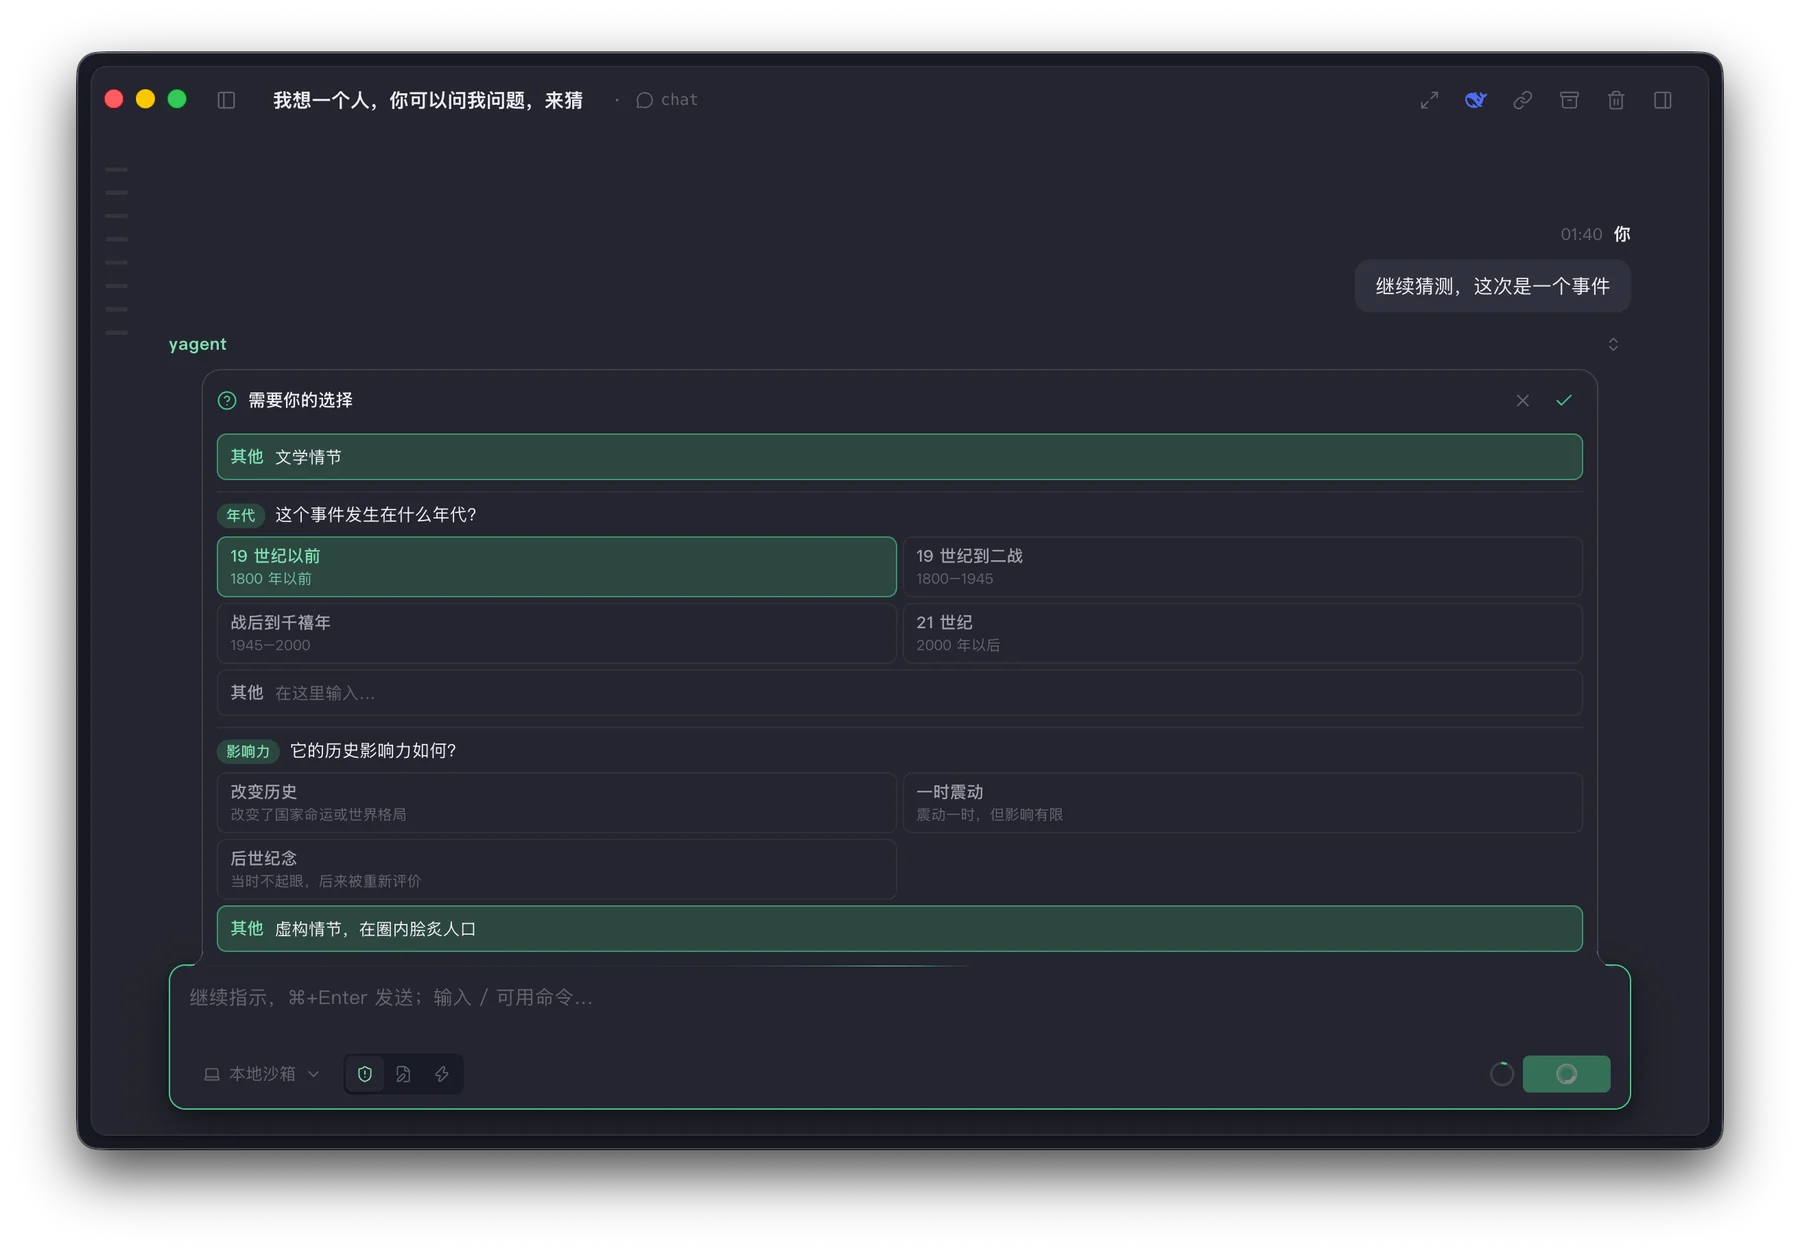 我想一个人，你可以问我问题，来猜 · chat
01:40 你
继续猜测，这次是一个事件
yagent
需要你的选择
其他 文学情节
年代 这个事件发生在什么年代？
19 世纪以前
1800 年以前
19 世纪到二战
1800–1945
战后到千禧年
1945–2000
21 世纪
2000 年以后
其他 在这里输入...
影响力 它的历史影响力如何？
改变历史
改变了国家命运或世界格局
一时震动
震动一时，但影响有限
后世纪念
当时不起眼，后来被重新评价
其他 虚构情节，在圈内脍炙人口
继续指示，⌘+Enter 发送；输入 / 可用命令...
本地沙箱